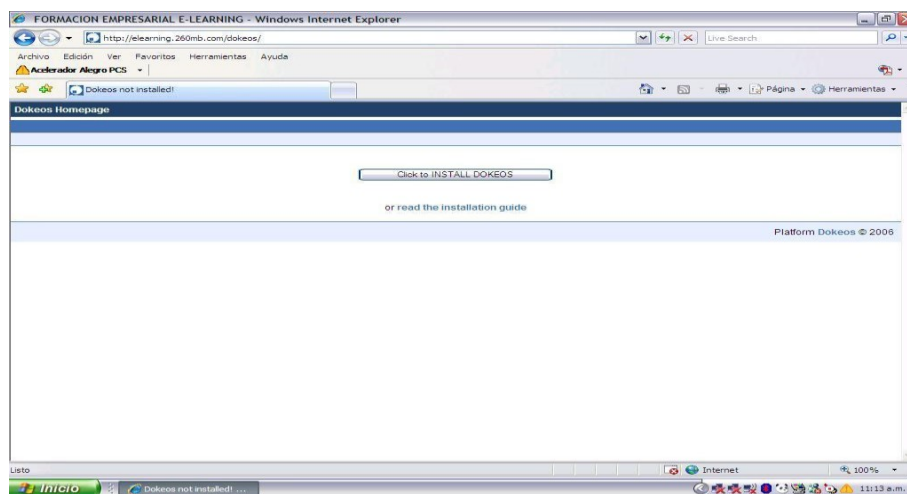 FORMACION EMPRESARIAL E-LEARNING - Windows Internet Explorer
http://elearning.260mb.com/dokeos/
Live Search
Archivo Edición Ver Favoritos Herramientas Ayuda
Acelerador Alegro PCS
Dokeos not installed!
Página Herramientas
Dokeos Homepage
Click to INSTALL DOKEOS
or read the installation guide
Platform Dokeos © 2006
Listo
Internet
100%
Inicio
Dokeos not installed! ...
11:13 a.m.